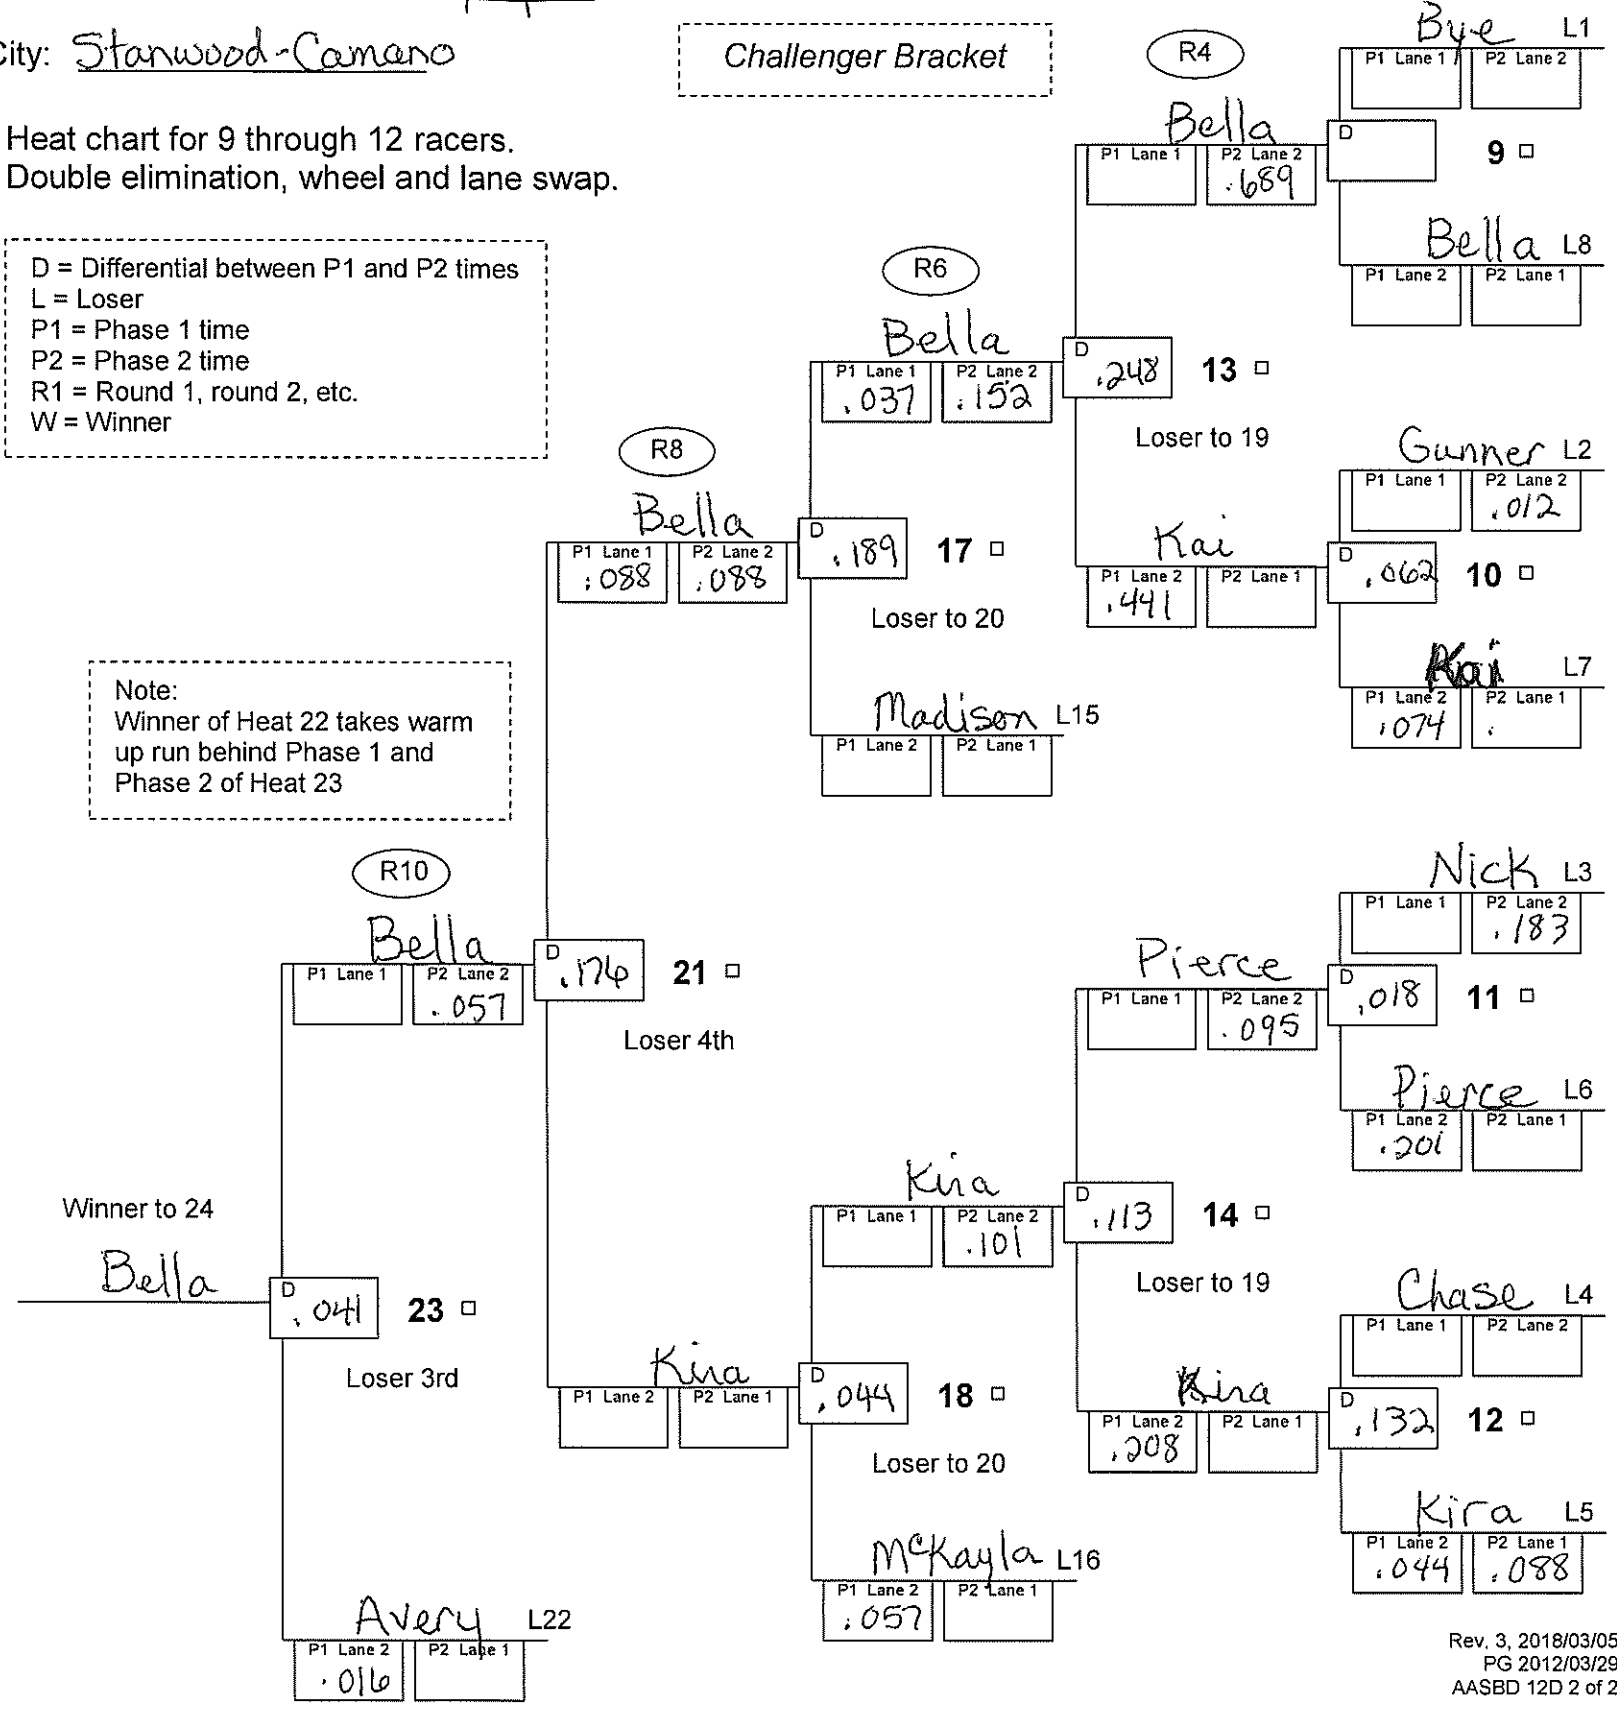 City: Stanwood-Camano
Challenger Bracket
Heat chart for 9 through 12 racers.
Double elimination, wheel and lane swap.
D = Differential between P1 and P2 times
L = Loser
P1 = Phase 1 time
P2 = Phase 2 time
R1 = Round 1, round 2, etc.
W = Winner
Note:
Winner of Heat 22 takes warm
up run behind Phase 1 and
Phase 2 of Heat 23
R4
Bye L1
P1 Lane 1 P2 Lane 2
D
9
Bella L8
P1 Lane 2 P2 Lane 1
Bella
P1 Lane 1 P2 Lane 2
.689
D
.248
13
Loser to 19
Gunner L2
P1 Lane 1 P2 Lane 2
.012
D
.062
10
Kai L7
P1 Lane 2 P2 Lane 1
.074 .
Kai
P1 Lane 2 P2 Lane 1
.441
R6
Bella
P1 Lane 1 P2 Lane 2
.037 .152
D
.189
17
Loser to 20
Madison L15
P1 Lane 2 P2 Lane 1
R8
Bella
P1 Lane 1 P2 Lane 2
.088 .088
D
.176
21
Loser 4th
Nick L3
P1 Lane 1 P2 Lane 2
.183
D
.018
11
Pierce L6
P1 Lane 2 P2 Lane 1
.201
Pierce
P1 Lane 1 P2 Lane 2
.095
D
.113
14
Loser to 19
Chase L4
P1 Lane 1 P2 Lane 2
D
.132
12
Kira L5
P1 Lane 2 P2 Lane 1
.044 .088
Kira
P1 Lane 2 P2 Lane 1
.208
Kira
P1 Lane 1 P2 Lane 2
.101
D
.044
18
Loser to 20
McKayla L16
P1 Lane 2 P2 Lane 1
.057
Kira
P1 Lane 2 P2 Lane 1
R10
Bella
P1 Lane 1 P2 Lane 2
.057
D
.041
23
Loser 3rd
Winner to 24
Bella
Avery L22
P1 Lane 2 P2 Lane 1
.016
Rev, 3, 2018/03/05
PG 2012/03/29
AASBD 12D 2 of 2